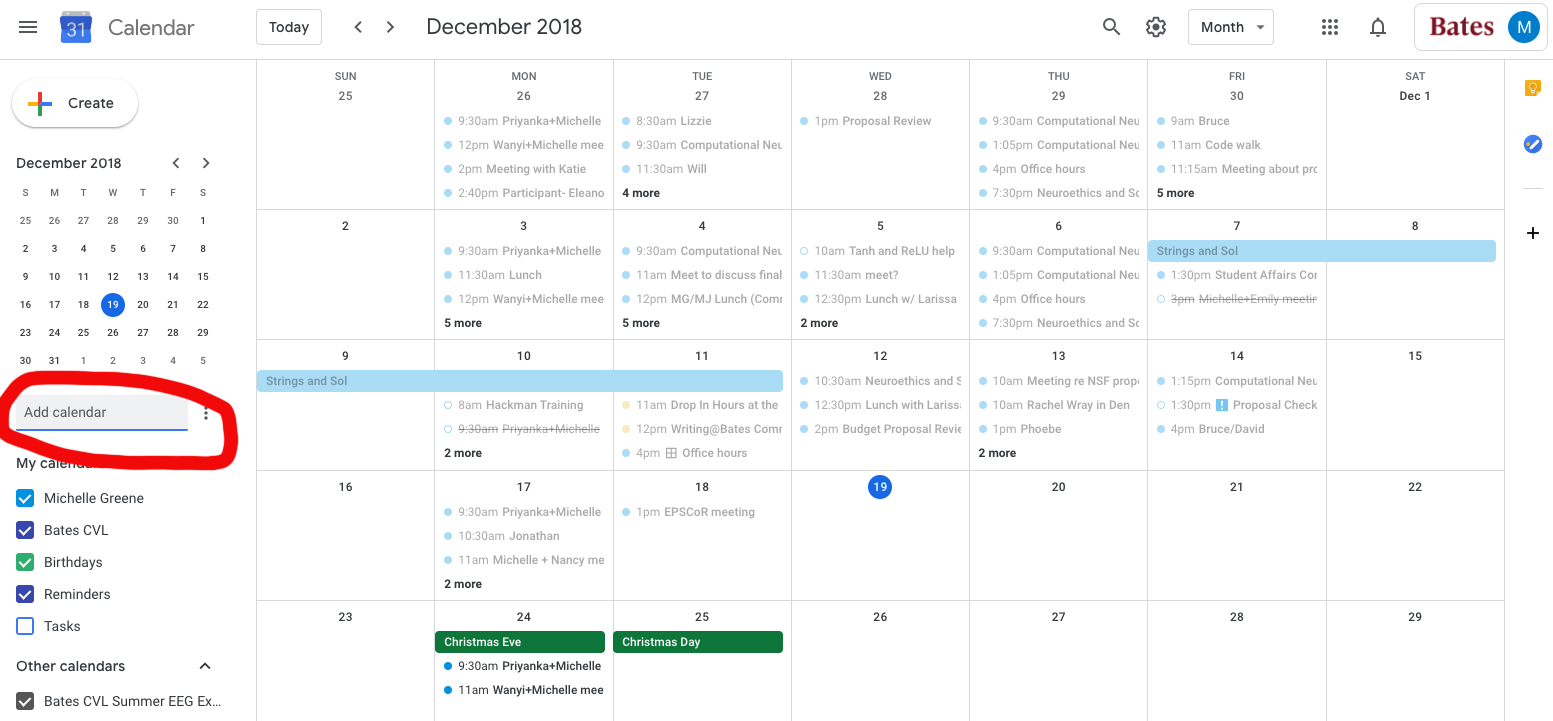 31 Calendar Today December 2018 Month Bates M
Create
December 2018
S M T W T F S
25 26 27 28 29 30 1
2 3 4 5 6 7 8
9 10 11 12 13 14 15
16 17 18 19 20 21 22
23 24 25 26 27 28 29
30 31 1 2 3 4 5
Add calendar
My calendars
Michelle Greene
Bates CVL
Birthdays
Reminders
Tasks
Other calendars
Bates CVL Summer EEG Ex…
SUN MON TUE WED THU FRI SAT
25 26 27 28 29 30 Dec 1
9:30am Priyanka+Michelle
12pm Wanyi+Michelle mee
2pm Meeting with Katie
2:40pm Participant- Eleano
8:30am Lizzie
9:30am Computational Neu
11:30am Will
4 more
1pm Proposal Review
9:30am Computational Neu
1:05pm Computational Neu
4pm Office hours
7:30pm Neuroethics and Sc
9am Bruce
11am Code walk
11:15am Meeting about pro
5 more
2 3 4 5 6 7 8
9:30am Priyanka+Michelle
11:30am Lunch
12pm Wanyi+Michelle mee
5 more
9:30am Computational Neu
11am Meet to discuss final
12pm MG/MJ Lunch (Com
5 more
10am Tanh and ReLU help
11:30am meet?
12:30pm Lunch w/ Larissa
2 more
9:30am Computational Neu
1:05pm Computational Neu
4pm Office hours
7:30pm Neuroethics and Sc
Strings and Sol
1:30pm Student Affairs Cor
3pm Michelle+Emily meetin
9 10 11 12 13 14 15
Strings and Sol
8am Hackman Training
9:30am Priyanka+Michelle
2 more
11am Drop In Hours at the
12pm Writing@Bates Comm
4pm Office hours
10:30am Neuroethics and S
12:30pm Lunch with Lariss
2pm Budget Proposal Revie
10am Meeting re NSF prop
10am Rachel Wray in Den
1pm Phoebe
2 more
1:15pm Computational Neu
1:30pm Proposal Check
4pm Bruce/David
16 17 18 19 20 21 22
9:30am Priyanka+Michelle
10:30am Jonathan
11am Michelle + Nancy me
2 more
1pm EPSCoR meeting
23 24 25 26 27 28 29
Christmas Eve
9:30am Priyanka+Michelle
11am Wanyi+Michelle mee
Christmas Day